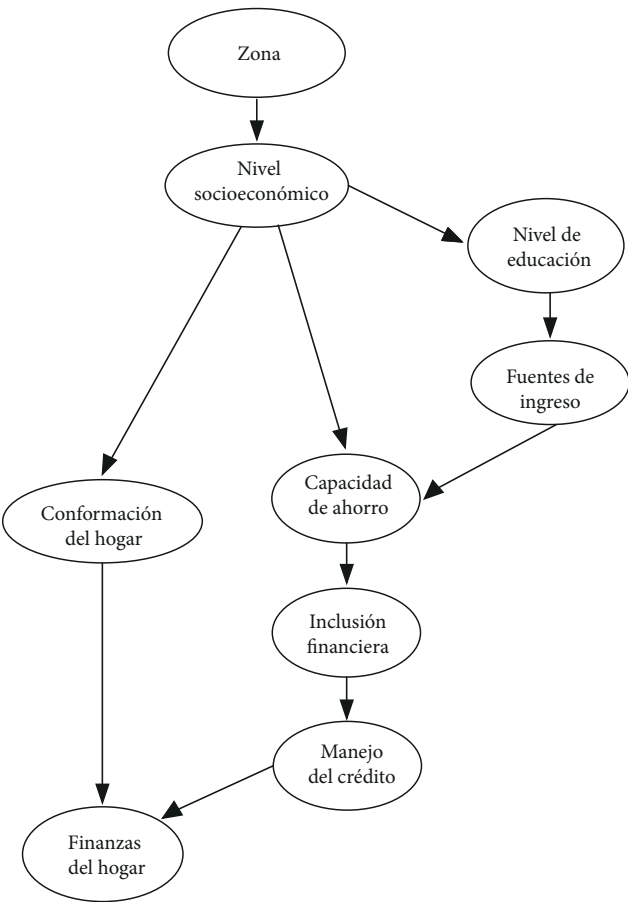 Zona
Nivel
socioeconómico
Nivel de
educación
Fuentes de
ingreso
Capacidad
de ahorro
Conformación
del hogar
Inclusión
financiera
Manejo
del crédito
Finanzas
del hogar